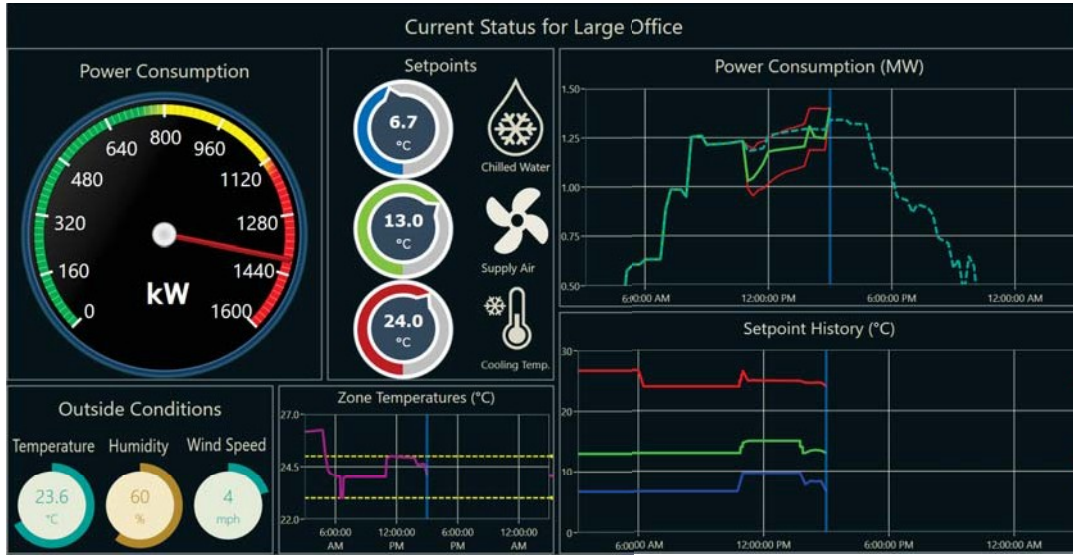 Current Status for Large Office
Power Consumption
640
800
960
480
1120
320
1280
160
1440
0
1600
kW
Setpoints
6.7
°C
Chilled Water
13.0
°C
Supply Air
24.0
°C
Cooling Temp.
Power Consumption (MW)
1.50
1.25
1.00
0.75
0.50
6:00:00 AM
12:00:00 PM
6:00:00 PM
12:00:00 AM
Outside Conditions
Temperature
Humidity
Wind Speed
23.6
°C
60
%
4
mph
Zone Temperatures (°C)
27.0
24.5
22.0
6:00:00 12:00:00 6:00:00 12:00:00
AM PM PM AM
Setpoint History (°C)
30
20
10
0
6:00:00 AM
12:00:00 PM
6:00:00 PM
12:00:00 AM